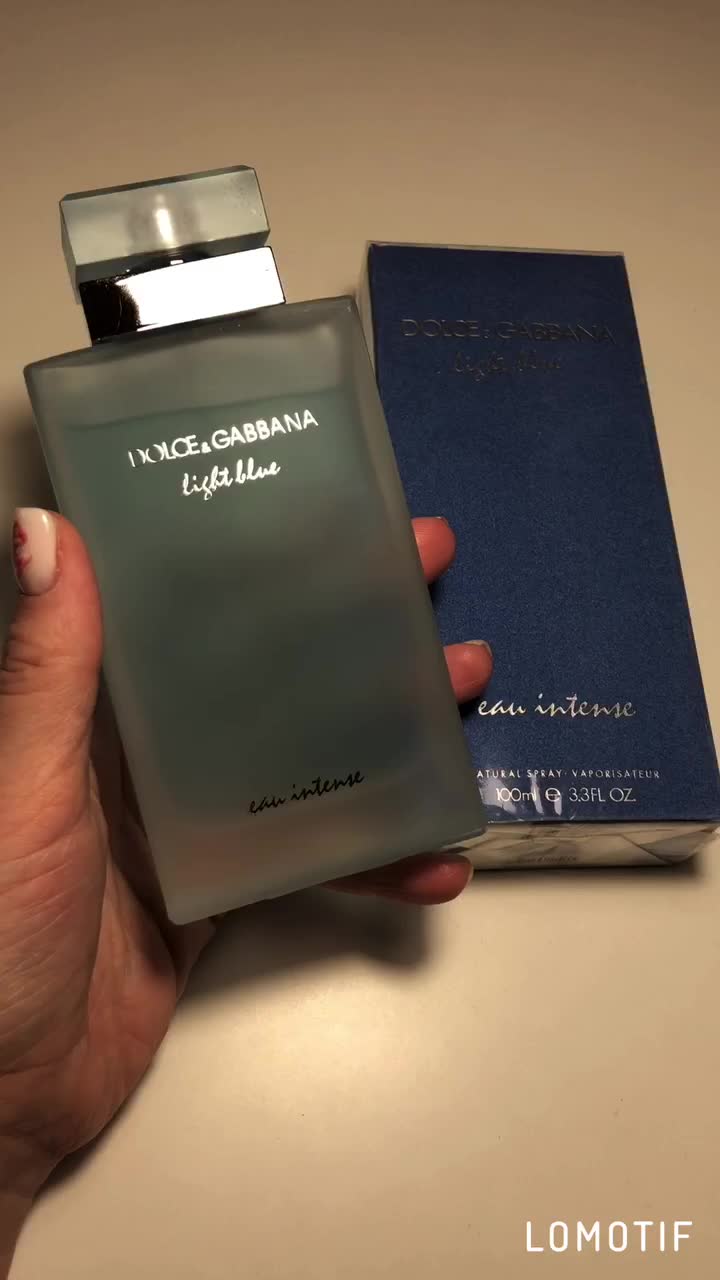 DOLCE & GABBANA
light blue
eau intense
DOLCE & GABBANA
light blue
eau intense
ATURAL SPRAY · VAPORISATEUR
100ml e 3.3FL OZ.
LOMOTIF